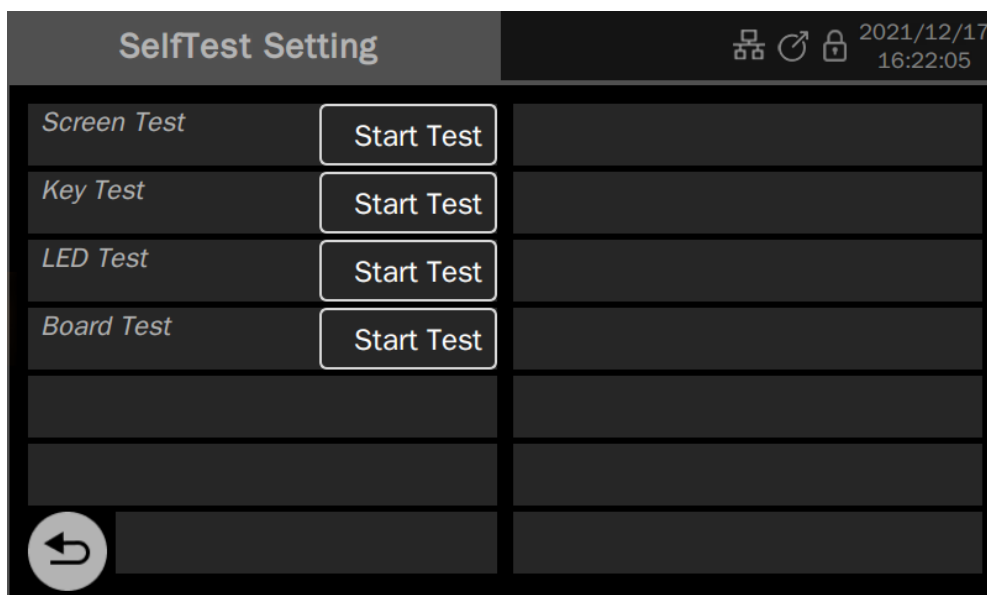 SelfTest Setting
2021/12/17
16:22:05
Screen Test
Start Test
Key Test
Start Test
LED Test
Start Test
Board Test
Start Test